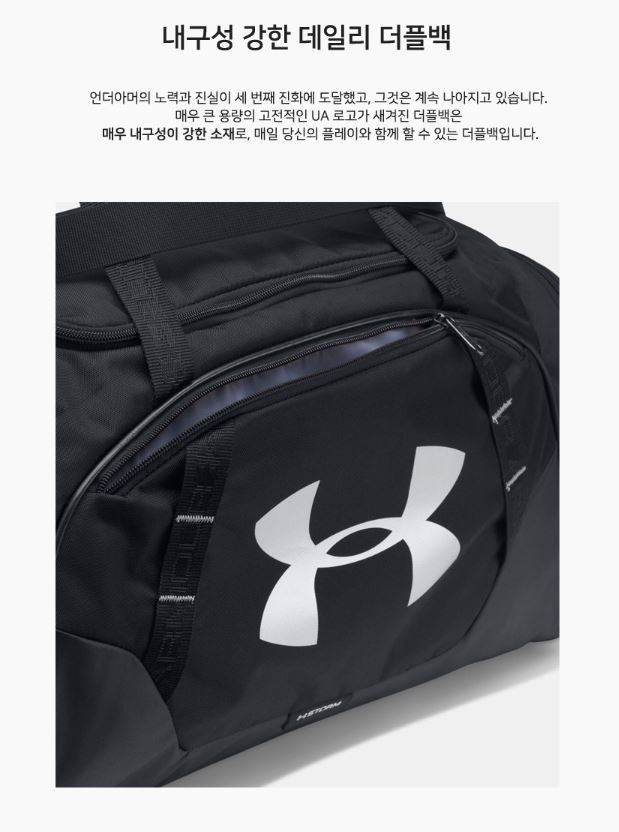 내구성 강한 데일리 더플백
언더아머의 노력과 진실이 세 번째 진화에 도달했고, 그것은 계속 나아지고 있습니다.
매우 큰 용량의 고전적인 UA 로고가 새겨진 더플백은
매우 내구성이 강한 소재로, 매일 당신의 플레이와 함께 할 수 있는 더플백입니다.
STORM